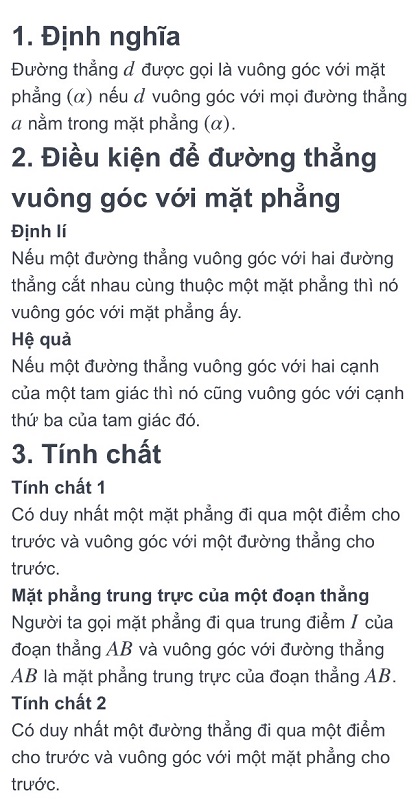 1. Định nghĩa
Đường thẳng d được gọi là vuông góc với mặt
phẳng (α) nếu d vuông góc với mọi đường thẳng
a nằm trong mặt phẳng (α).
2. Điều kiện để đường thẳng
vuông góc với mặt phẳng
Định lí
Nếu một đường thẳng vuông góc với hai đường
thẳng cắt nhau cùng thuộc một mặt phẳng thì nó
vuông góc với mặt phẳng ấy.
Hệ quả
Nếu một đường thẳng vuông góc với hai cạnh
của một tam giác thì nó cũng vuông góc với cạnh
thứ ba của tam giác đó.
3. Tính chất
Tính chất 1
Có duy nhất một mặt phẳng đi qua một điểm cho
trước và vuông góc với một đường thẳng cho
trước.
Mặt phẳng trung trực của một đoạn thẳng
Người ta gọi mặt phẳng đi qua trung điểm I của
đoạn thẳng AB và vuông góc với đường thẳng
AB là mặt phẳng trung trực của đoạn thẳng AB.
Tính chất 2
Có duy nhất một đường thẳng đi qua một điểm
cho trước và vuông góc với một mặt phẳng cho
trước.